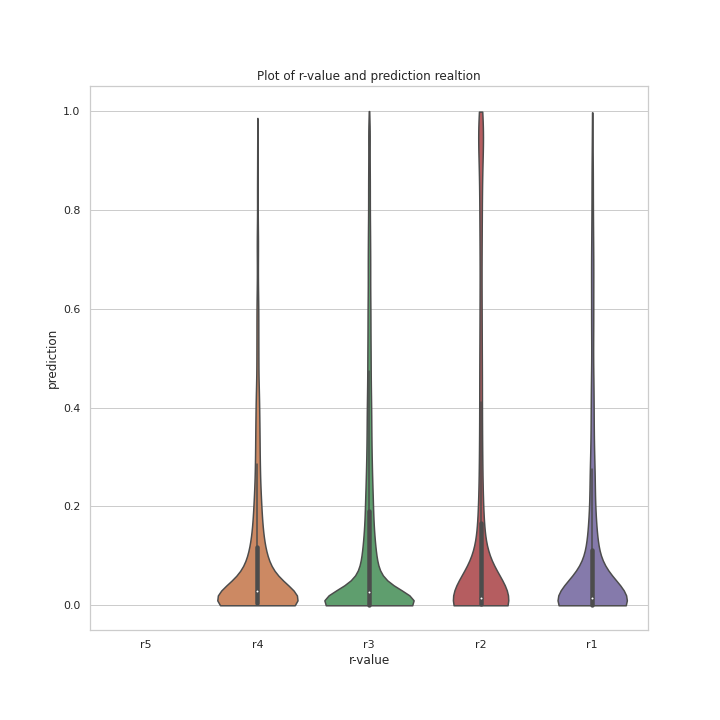 Plot of r-value and prediction realtion
1.0
0.8
0.6
0.4
0.2
0.0
prediction
r5 r4 r3 r2 r1
r-value